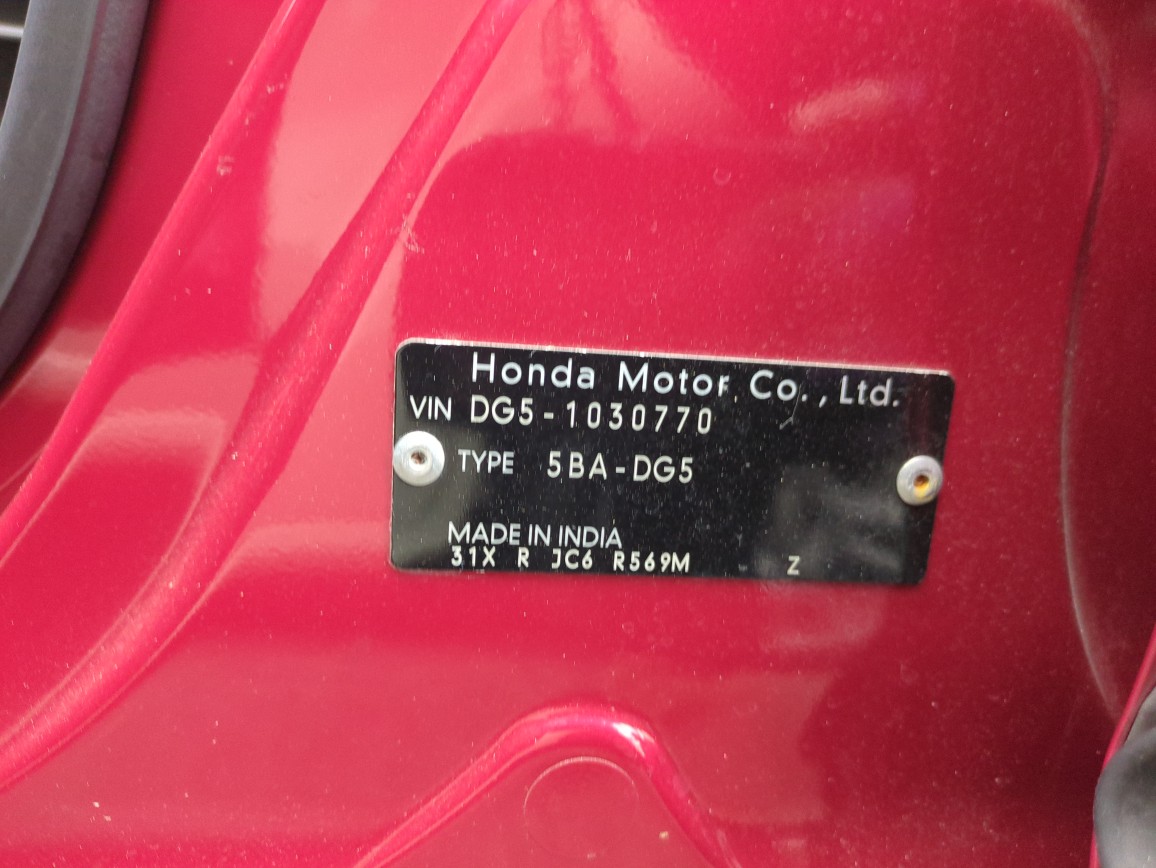 Honda Motor Co., Ltd.
VIN DG5-1030770
TYPE 5BA-DG5
MADE IN INDIA
31X R JC6 R569M Z